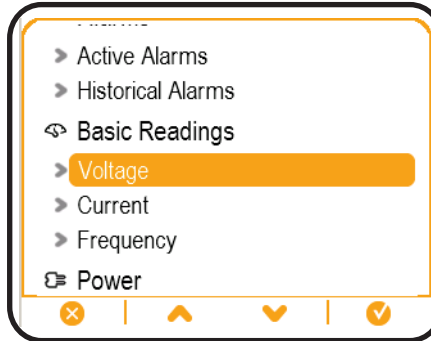 Active Alarms
Historical Alarms
Basic Readings
Voltage
Current
Frequency
Power